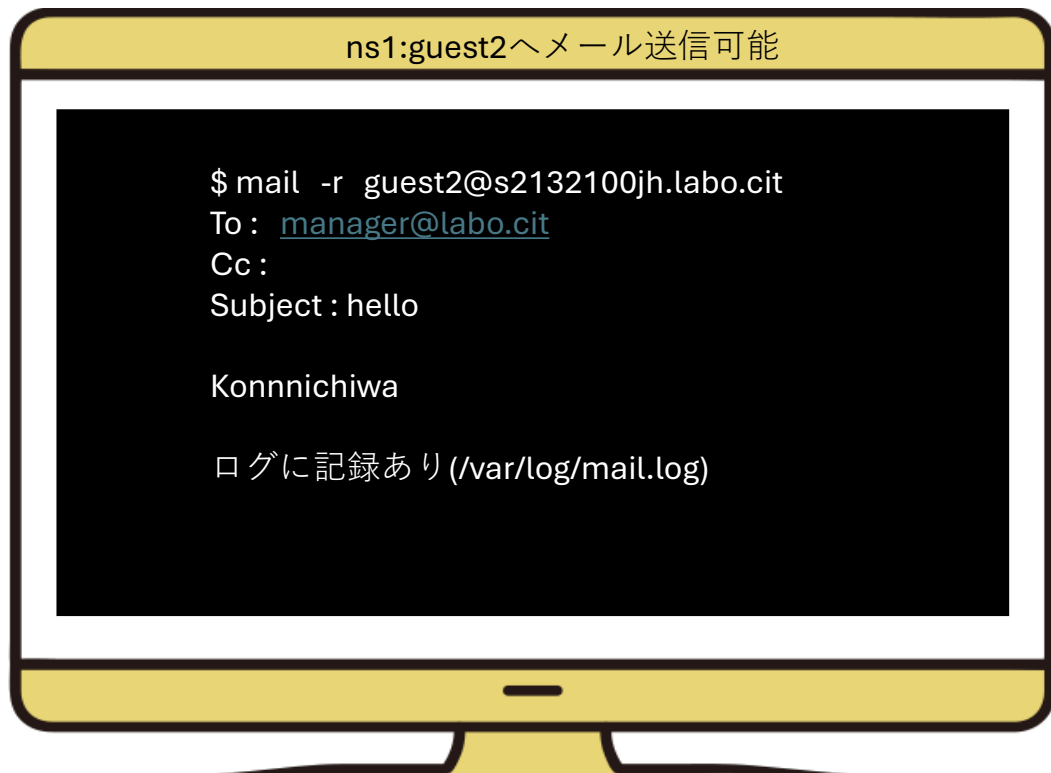 ns1:guest2へメール送信可能
$ mail -r guest2@s2132100jh.labo.cit
To : manager@labo.cit
Cc :
Subject : hello
Konnnichiwa
ログに記録あり(/var/log/mail.log)